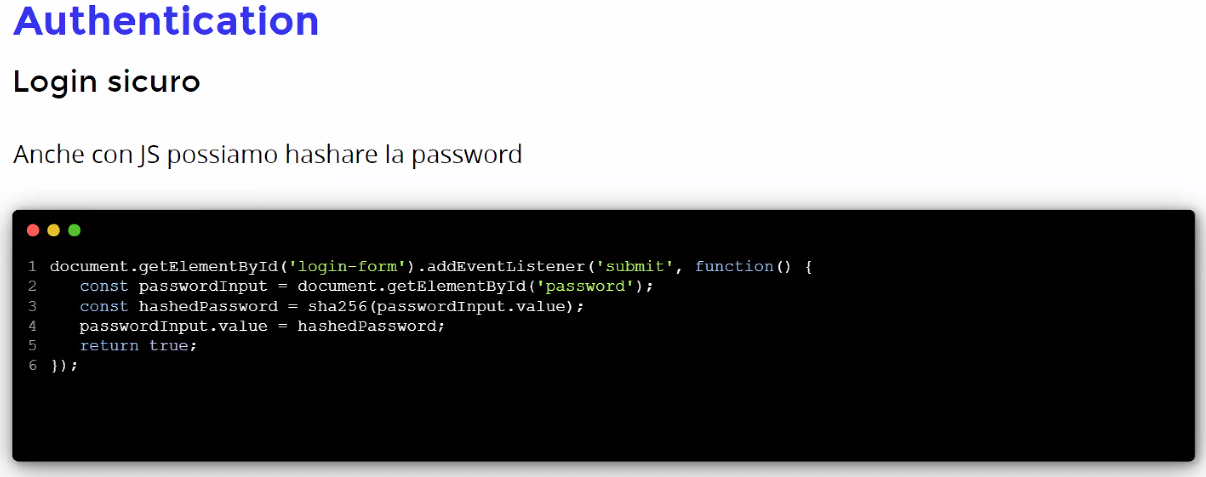 Authentication
Login sicuro
Anche con JS possiamo hashare la password
1 document.getElementById('login-form').addEventListener('submit', function() {
2    const passwordInput = document.getElementById('password');
3    const hashedPassword = sha256(passwordInput.value);
4    passwordInput.value = hashedPassword;
5    return true;
6 });